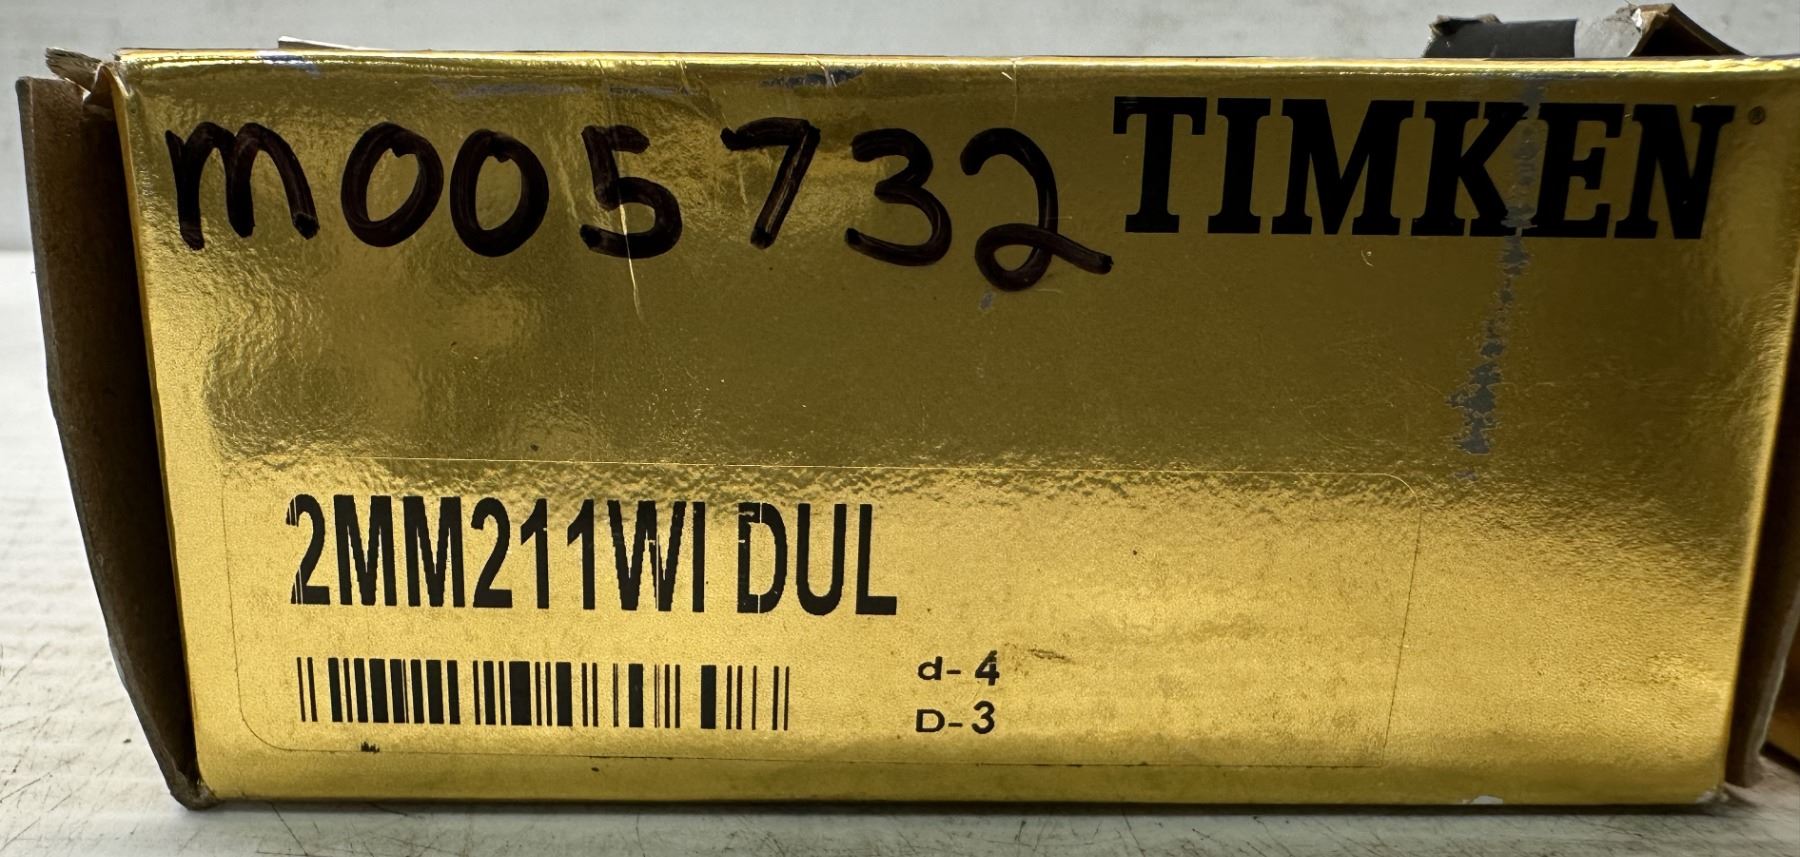 m005732
TIMKEN®
2MM211WI DUL
d-4
D-3